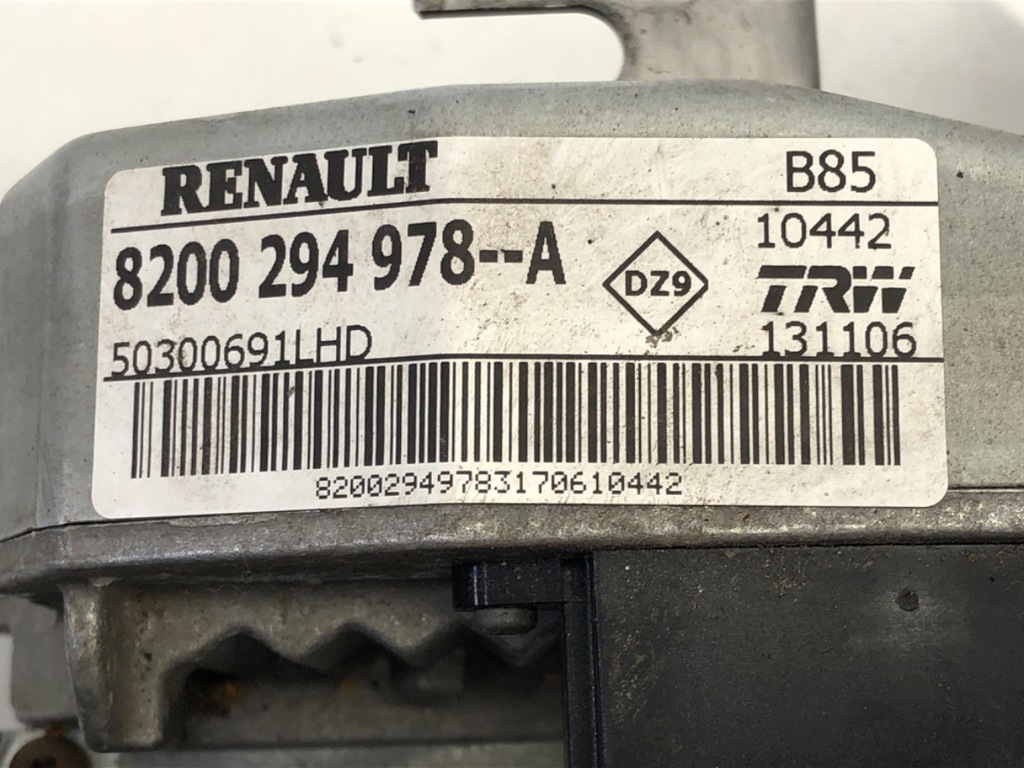 RENAULT B85
8200 294 978--A DZ9 10442
TRW
50300691LHD 131106
82002949783170610442